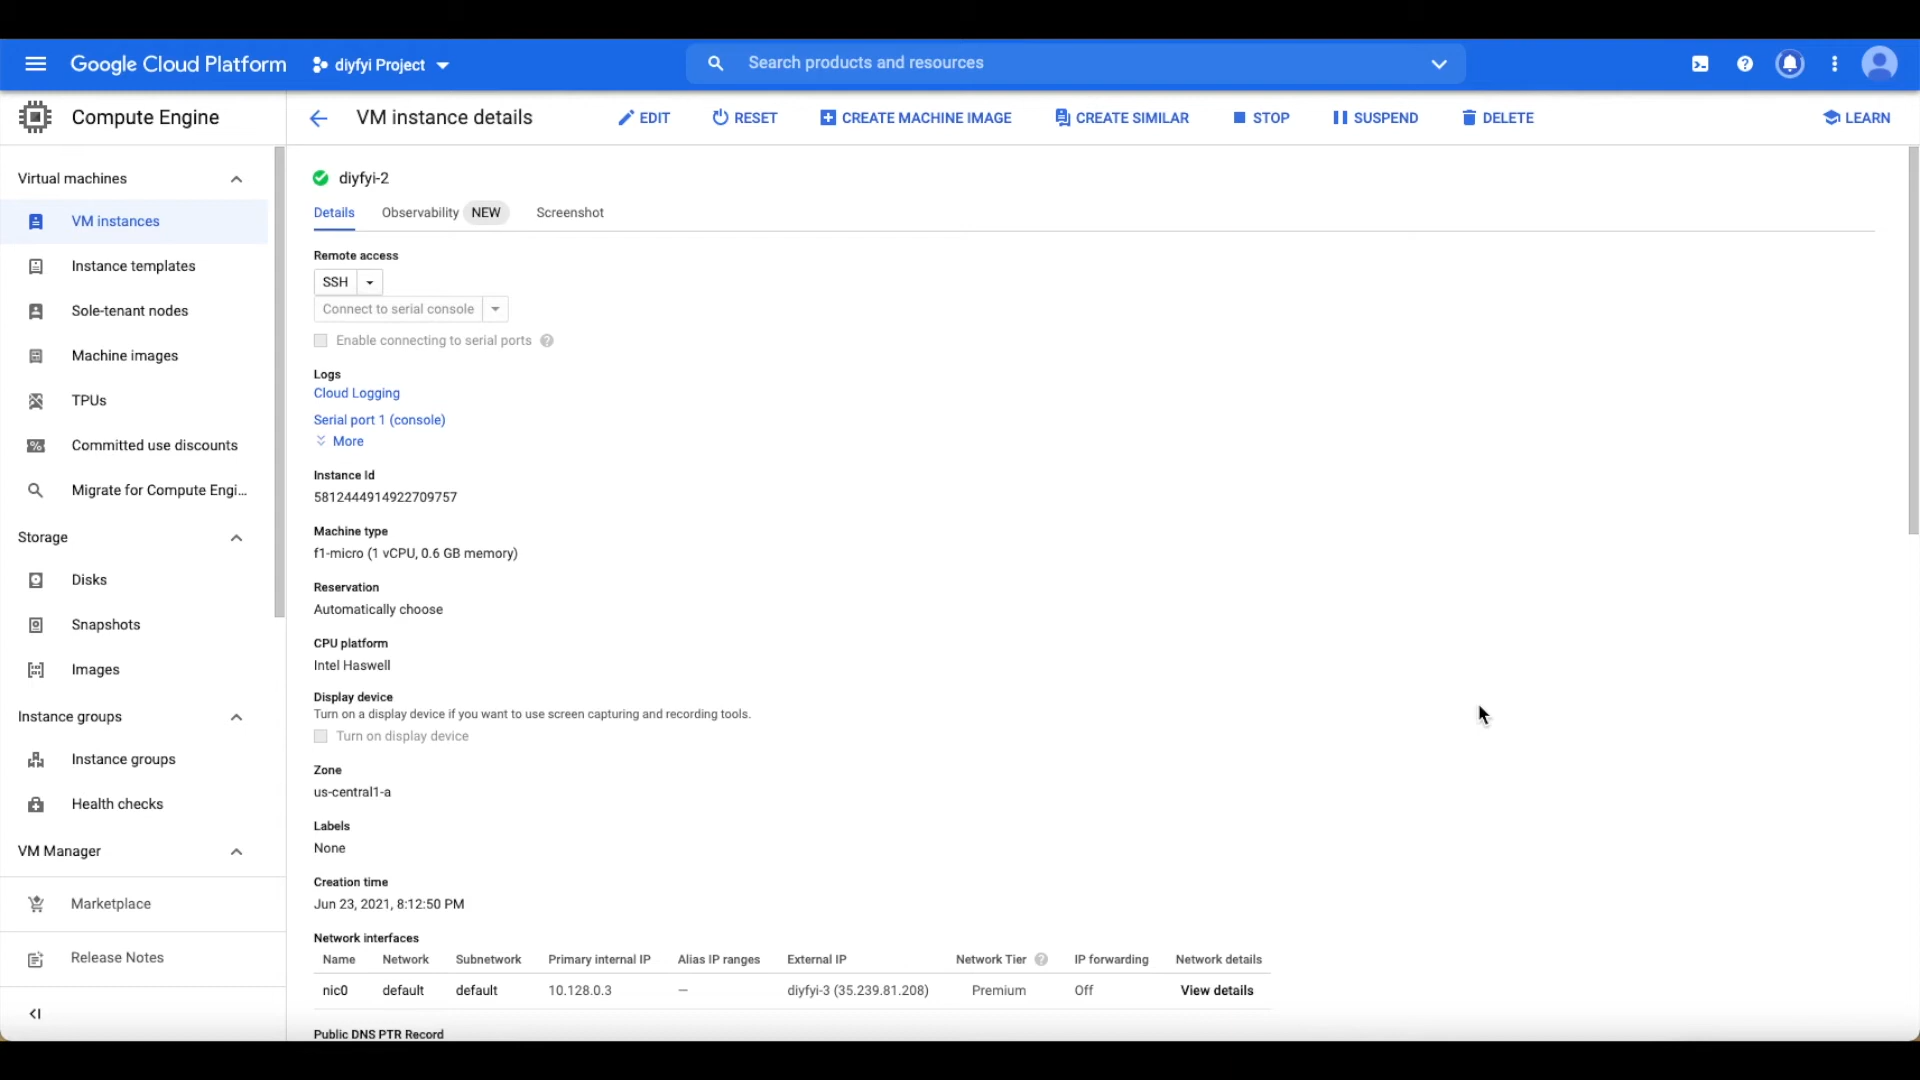 Google Cloud Platform
diyfyi Project
Search products and resources
Compute Engine
VM instance details
EDIT
RESET
CREATE MACHINE IMAGE
CREATE SIMILAR
STOP
SUSPEND
DELETE
LEARN
Virtual machines
VM instances
Instance templates
Sole-tenant nodes
Machine images
TPUs
Committed use discounts
Migrate for Compute Engi...
Storage
Disks
Snapshots
Images
Instance groups
Instance groups
Health checks
VM Manager
Marketplace
Release Notes
diyfyi-2
Details Observability NEW Screenshot
Remote access
SSH
Connect to serial console
Enable connecting to serial ports
Logs
Cloud Logging
Serial port 1 (console)
More
Instance Id
5812444914922709757
Machine type
f1-micro (1 vCPU, 0.6 GB memory)
Reservation
Automatically choose
CPU platform
Intel Haswell
Display device
Turn on a display device if you want to use screen capturing and recording tools.
Turn on display device
Zone
us-central1-a
Labels
None
Creation time
Jun 23, 2021, 8:12:50 PM
Network interfaces
Name Network Subnetwork Primary internal IP Alias IP ranges External IP Network Tier IP forwarding Network details
nic0 default default 10.128.0.3 — diyfyi-3 (35.239.81.208) Premium Off View details
Public DNS PTR Record